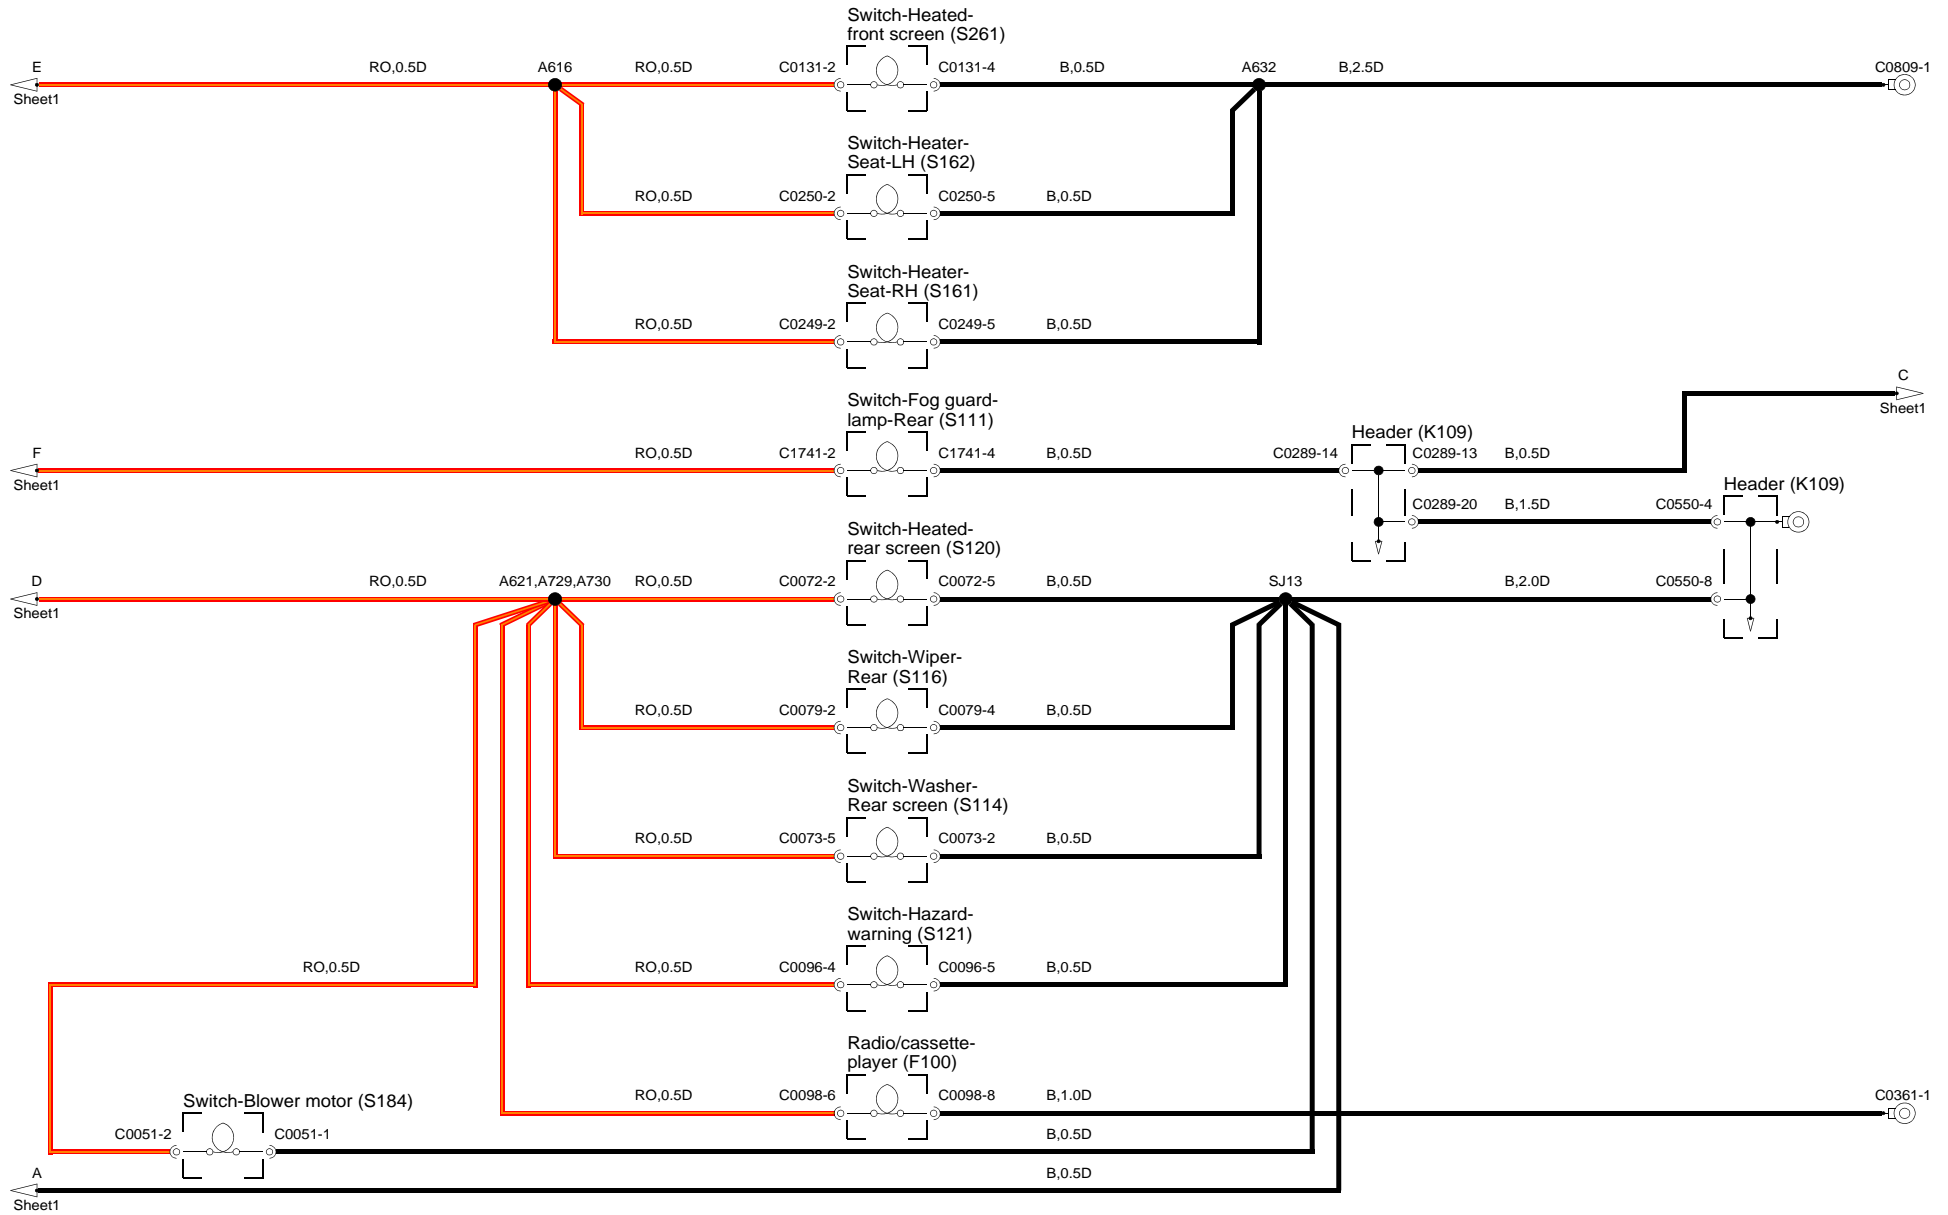 Switch-Heated-
front screen (S261)
E
RO,0.5D
A616
RO,0.5D
C0131-2
C0131-4
B,0.5D
A632
B,2.5D
C0809-1
Sheet1
Switch-Heater-
Seat-LH (S162)
RO,0.5D
C0250-2
C0250-5
B,0.5D
Switch-Heater-
Seat-RH (S161)
RO,0.5D
C0249-2
C0249-5
B,0.5D
C
Sheet1
Switch-Fog guard-
lamp-Rear (S111)
Header (K109)
F
RO,0.5D
C1741-2
C1741-4
B,0.5D
C0289-14
C0289-13
B,0.5D
Sheet1
Header (K109)
C0289-20
B,1.5D
C0550-4
Switch-Heated-
rear screen (S120)
D
RO,0.5D
A621,A729,A730
RO,0.5D
C0072-2
C0072-5
B,0.5D
SJ13
B,2.0D
C0550-8
Sheet1
Switch-Wiper-
Rear (S116)
RO,0.5D
C0079-2
C0079-4
B,0.5D
Switch-Washer-
Rear screen (S114)
RO,0.5D
C0073-5
C0073-2
B,0.5D
Switch-Hazard-
warning (S121)
RO,0.5D
RO,0.5D
C0096-4
C0096-5
B,0.5D
Radio/cassette-
player (F100)
RO,0.5D
C0098-6
C0098-8
B,1.0D
C0361-1
Switch-Blower motor (S184)
C0051-2
C0051-1
B,0.5D
A
B,0.5D
Sheet1